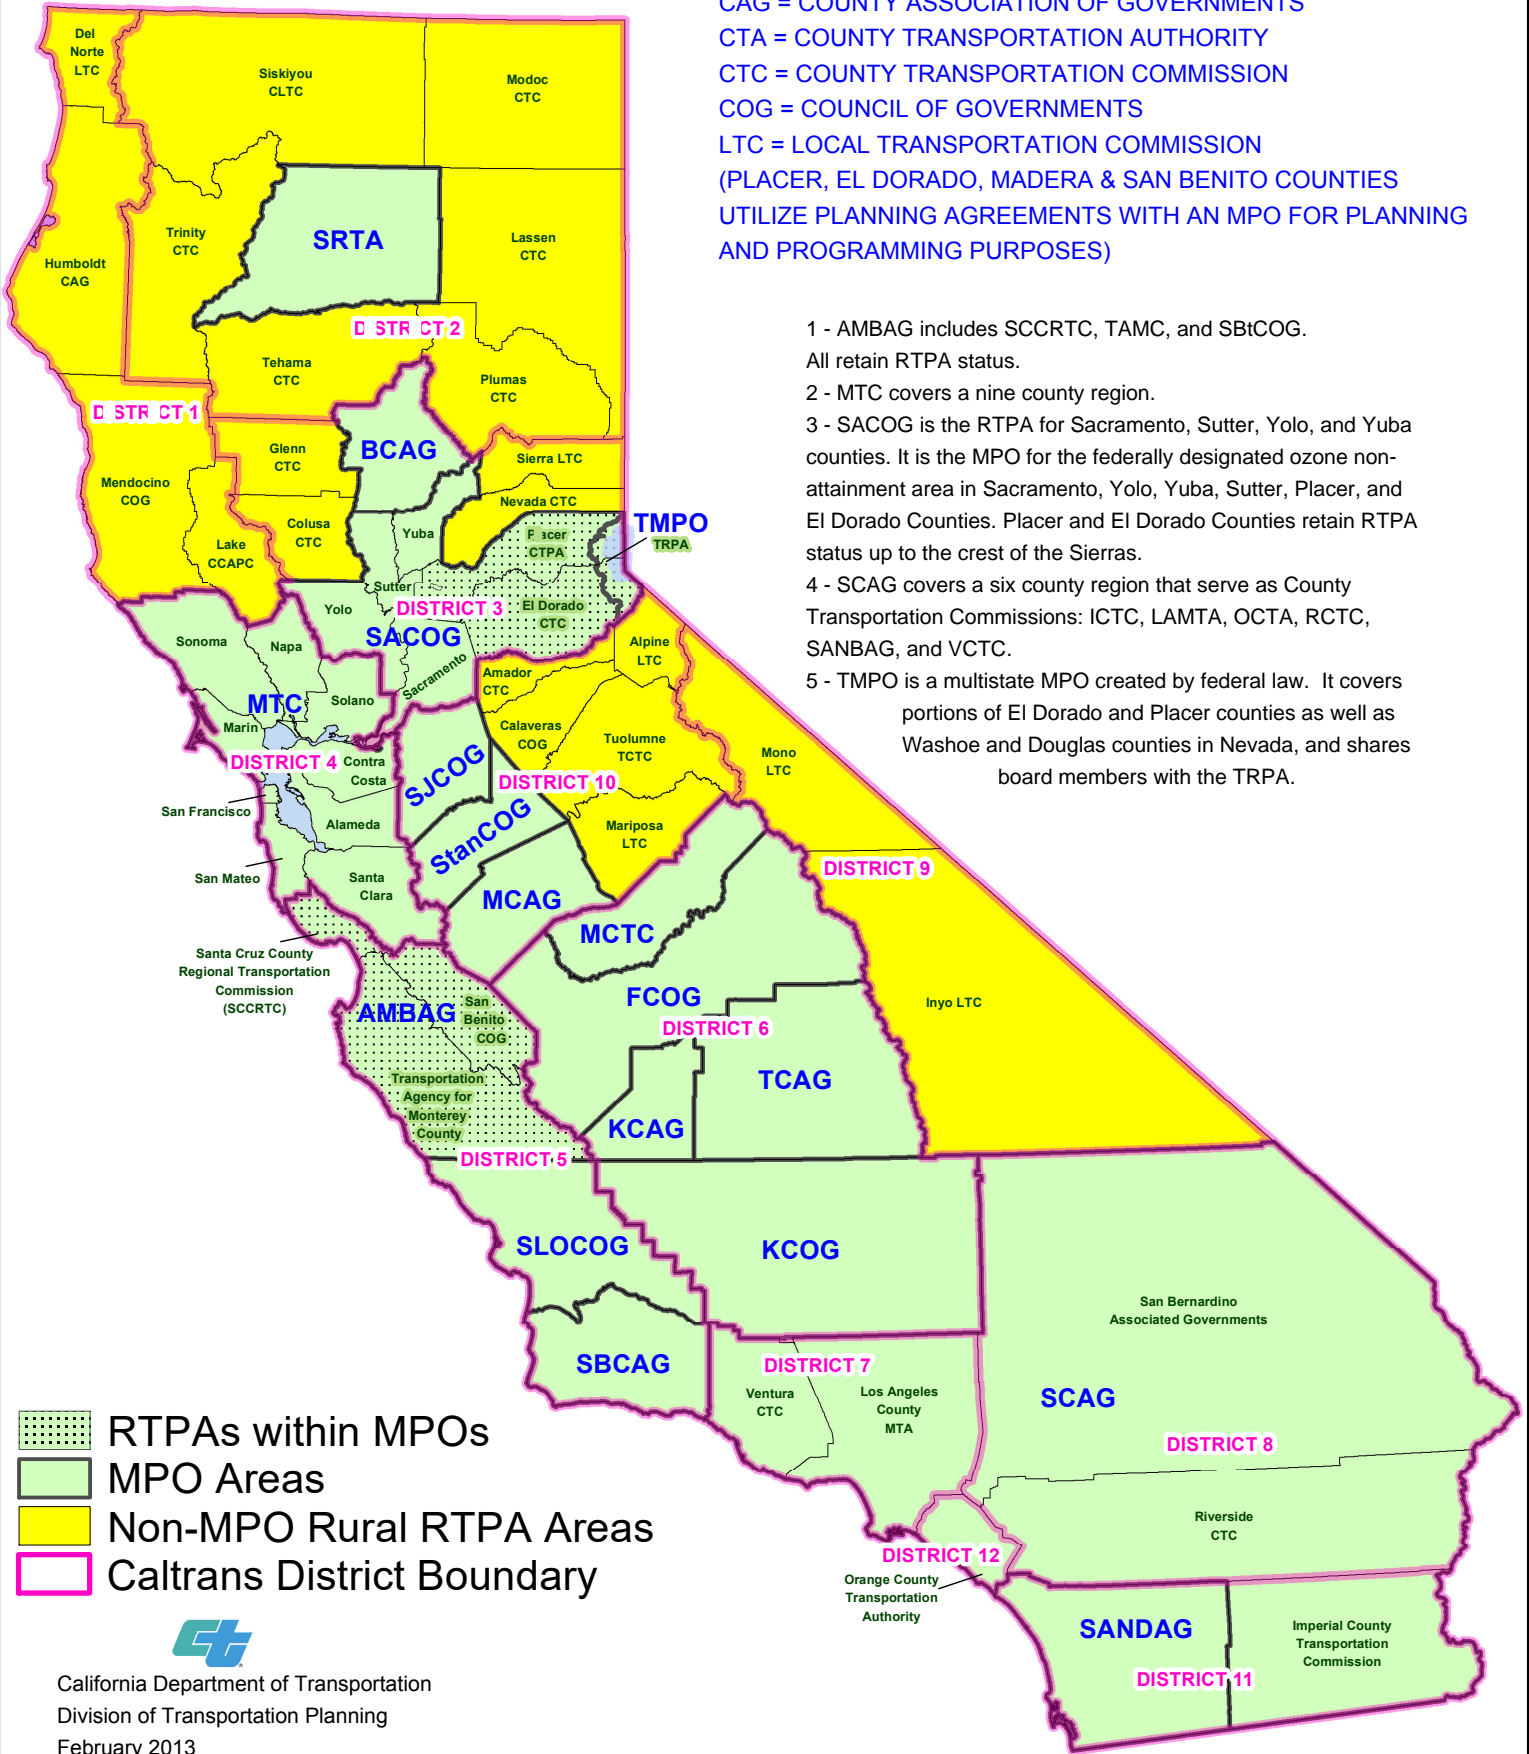 CAG = COUNTY ASSOCIATION OF GOVERNMENTS
CTA = COUNTY TRANSPORTATION AUTHORITY
CTC = COUNTY TRANSPORTATION COMMISSION
COG = COUNCIL OF GOVERNMENTS
LTC = LOCAL TRANSPORTATION COMMISSION
(PLACER, EL DORADO, MADERA & SAN BENITO COUNTIES
UTILIZE PLANNING AGREEMENTS WITH AN MPO FOR PLANNING
AND PROGRAMMING PURPOSES)
1 - AMBAG includes SCCRTC, TAMC, and SBtCOG.
All retain RTPA status.
2 - MTC covers a nine county region.
3 - SACOG is the RTPA for Sacramento, Sutter, Yolo, and Yuba
counties. It is the MPO for the federally designated ozone non-
attainment area in Sacramento, Yolo, Yuba, Sutter, Placer, and
El Dorado Counties. Placer and El Dorado Counties retain RTPA
status up to the crest of the Sierras.
4 - SCAG covers a six county region that serve as County
Transportation Commissions: ICTC, LAMTA, OCTA, RCTC,
SANBAG, and VCTC.
5 - TMPO is a multistate MPO created by federal law. It covers
portions of El Dorado and Placer counties as well as
Washoe and Douglas counties in Nevada, and shares
board members with the TRPA.
Del
Norte
LTC
Siskiyou
CLTC
Modoc
CTC
Humboldt
CAG
Trinity
CTC
SRTA
Lassen
CTC
DISTRICT 2
Tehama
CTC
Plumas
CTC
DISTRICT 1
Mendocino
COG
Glenn
CTC
BCAG
Sierra LTC
Nevada CTC
Colusa
CTC
Lake
CCAPC
Yuba
Placer
CTPA
TMPO
TRPA
Sutter
Yolo
DISTRICT 3
El Dorado
CTC
SACOG
Sacramento
Sonoma
Napa
Solano
MTC
Marin
DISTRICT 4
Contra
Costa
San Francisco
Alameda
San Mateo
Santa
Clara
Alpine
LTC
Amador
CTC
Calaveras
COG
Tuolumne
TCTC
Mono
LTC
SJCOG
DISTRICT 10
StanCOG
Mariposa
LTC
MCAG
DISTRICT 9
MCTC
Santa Cruz County
Regional Transportation
Commission
(SCCRTC)
AMBAG
San
Benito
COG
FCOG
DISTRICT 6
Inyo LTC
Transportation
Agency for
Monterey
County
TCAG
KCAG
DISTRICT 5
SLOCOG
KCOG
SBCAG
San Bernardino
Associated Governments
DISTRICT 7
Ventura
CTC
Los Angeles
County
MTA
SCAG
DISTRICT 8
Riverside
CTC
DISTRICT 12
Orange County
Transportation
Authority
SANDAG
Imperial County
Transportation
Commission
DISTRICT 11
RTPAs within MPOs
MPO Areas
Non-MPO Rural RTPA Areas
Caltrans District Boundary
ct
California Department of Transportation
Division of Transportation Planning
February 2013